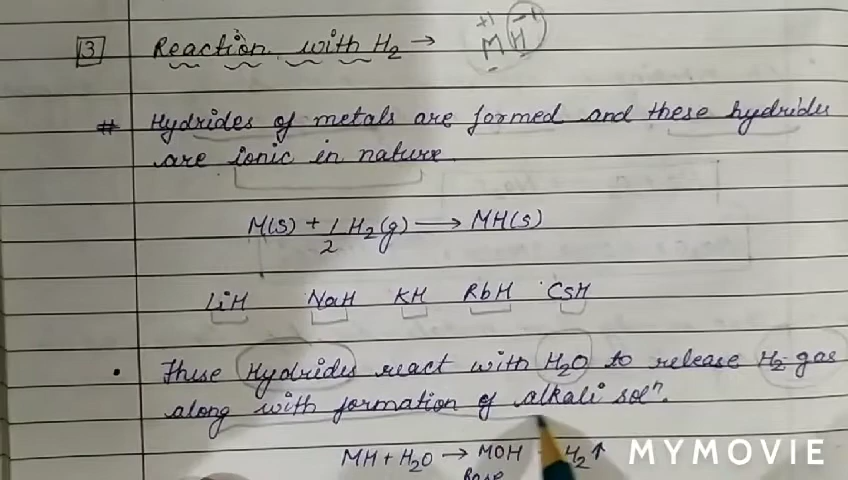 3 Reaction with H₂ → +1 -1
M H
# Hydrides of metals are formed and these hydrides
are ionic in nature
M(s) + 1/2 H₂(g) ⟶ MH(s)
LiH NaH KH RbH CsH
• These Hydrides react with H₂O to release H₂ gas
along with formation of alkali solⁿ.
MH + H₂O → MOH H₂↑
Base
MYMOVIE